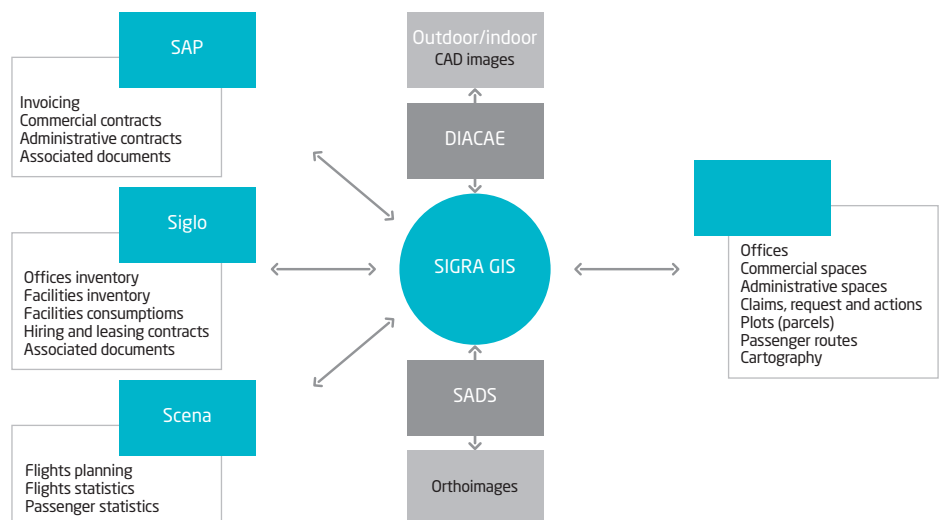 SAP
Invoicing
Commercial contracts
Administrative contracts
Associated documents
Siglo
Offices inventory
Facilities inventory
Facilities consumptioms
Hiring and leasing contracts
Associated documents
Scena
Flights planning
Flights statistics
Passenger statistics
Outdoor/indoor
CAD images
DIACAE
SIGRA GIS
SADS
Orthoimages
Offices
Commercial spaces
Administrative spaces
Claims, request and actions
Plots (parcels)
Passenger routes
Cartography